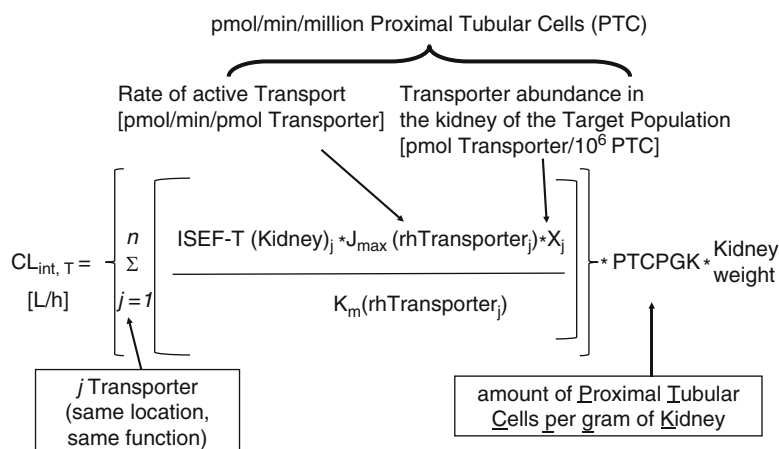 pmol/min/million Proximal Tubular Cells (PTC)
Rate of active Transport
[pmol/min/pmol Transporter]
Transporter abundance in
the kidney of the Target Population
[pmol Transporter/10⁶ PTC]
CL_int, T =
[L/h]
n
Σ
j = 1
ISEF-T (Kidney)_j *J_max (rhTransporter_j)*X_j
K_m(rhTransporter_j)
* PTCPGK * Kidney
weight
j Transporter
(same location,
same function)
amount of Proximal Tubular
Cells per gram of Kidney